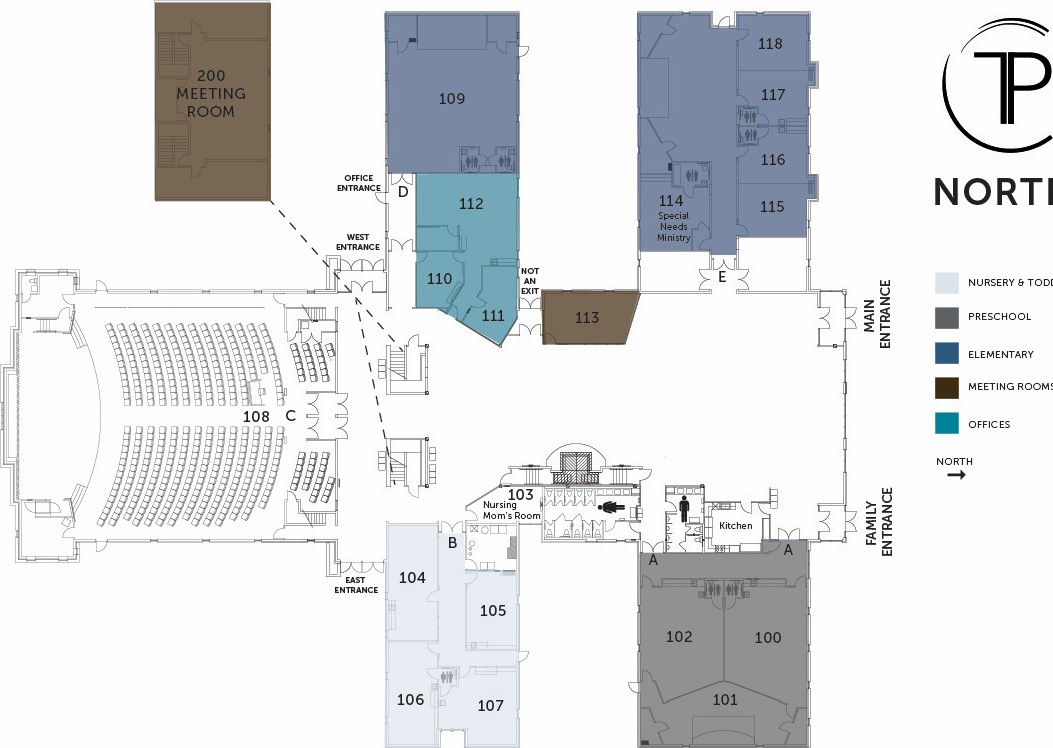 200
MEETING
ROOM
109
118
117
116
115
114
Special
Needs
Ministry
TP
NORTH
OFFICE
ENTRANCE
D
112
WEST
ENTRANCE
110
111
NOT
AN
EXIT
113
E
MAIN
ENTRANCE
NURSERY & TODD
PRESCHOOL
ELEMENTARY
MEETING ROOMS
OFFICES
NORTH
108
C
103
Nursing
Mom's Room
Kitchen
FAMILY
ENTRANCE
B
A
A
EAST
ENTRANCE
104
105
106
107
102
100
101